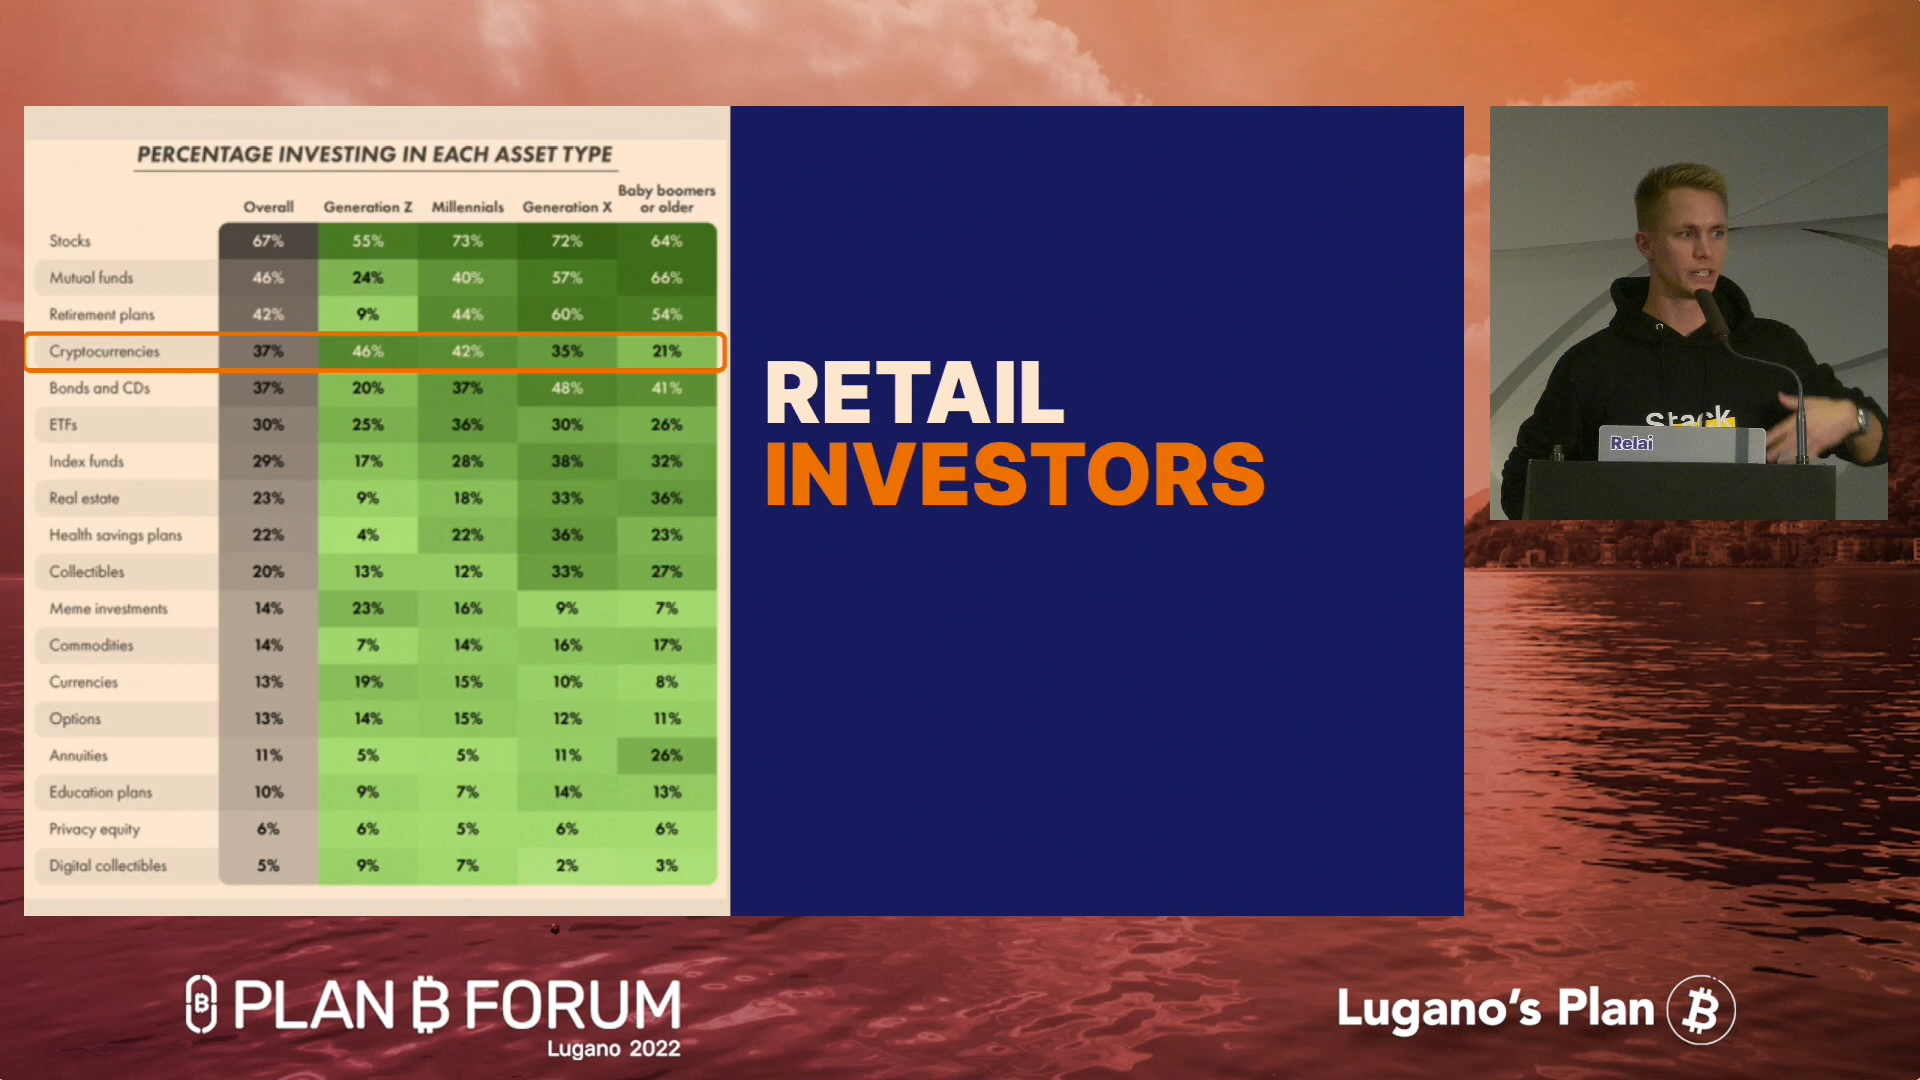 PERCENTAGE INVESTING IN EACH ASSET TYPE
Overall Generation Z Millennials Generation X Baby boomers or older
Stocks 67% 55% 73% 72% 64%
Mutual funds 46% 24% 40% 57% 66%
Retirement plans 42% 9% 44% 60% 54%
Cryptocurrencies 37% 46% 42% 35% 21%
Bonds and CDs 37% 20% 37% 48% 41%
ETFs 30% 25% 36% 30% 26%
Index funds 29% 17% 28% 38% 32%
Real estate 23% 9% 18% 33% 36%
Health savings plans 22% 4% 22% 36% 23%
Collectibles 20% 13% 12% 33% 27%
Meme investments 14% 23% 16% 9% 7%
Commodities 14% 7% 14% 16% 17%
Currencies 13% 19% 15% 10% 8%
Options 13% 14% 15% 12% 11%
Annuities 11% 5% 5% 11% 26%
Education plans 10% 9% 7% 14% 13%
Privacy equity 6% 6% 5% 6% 6%
Digital collectibles 5% 9% 7% 2% 3%
RETAIL
INVESTORS
Stack
Relai
PLAN ₿ FORUM
Lugano 2022
Lugano's Plan ₿